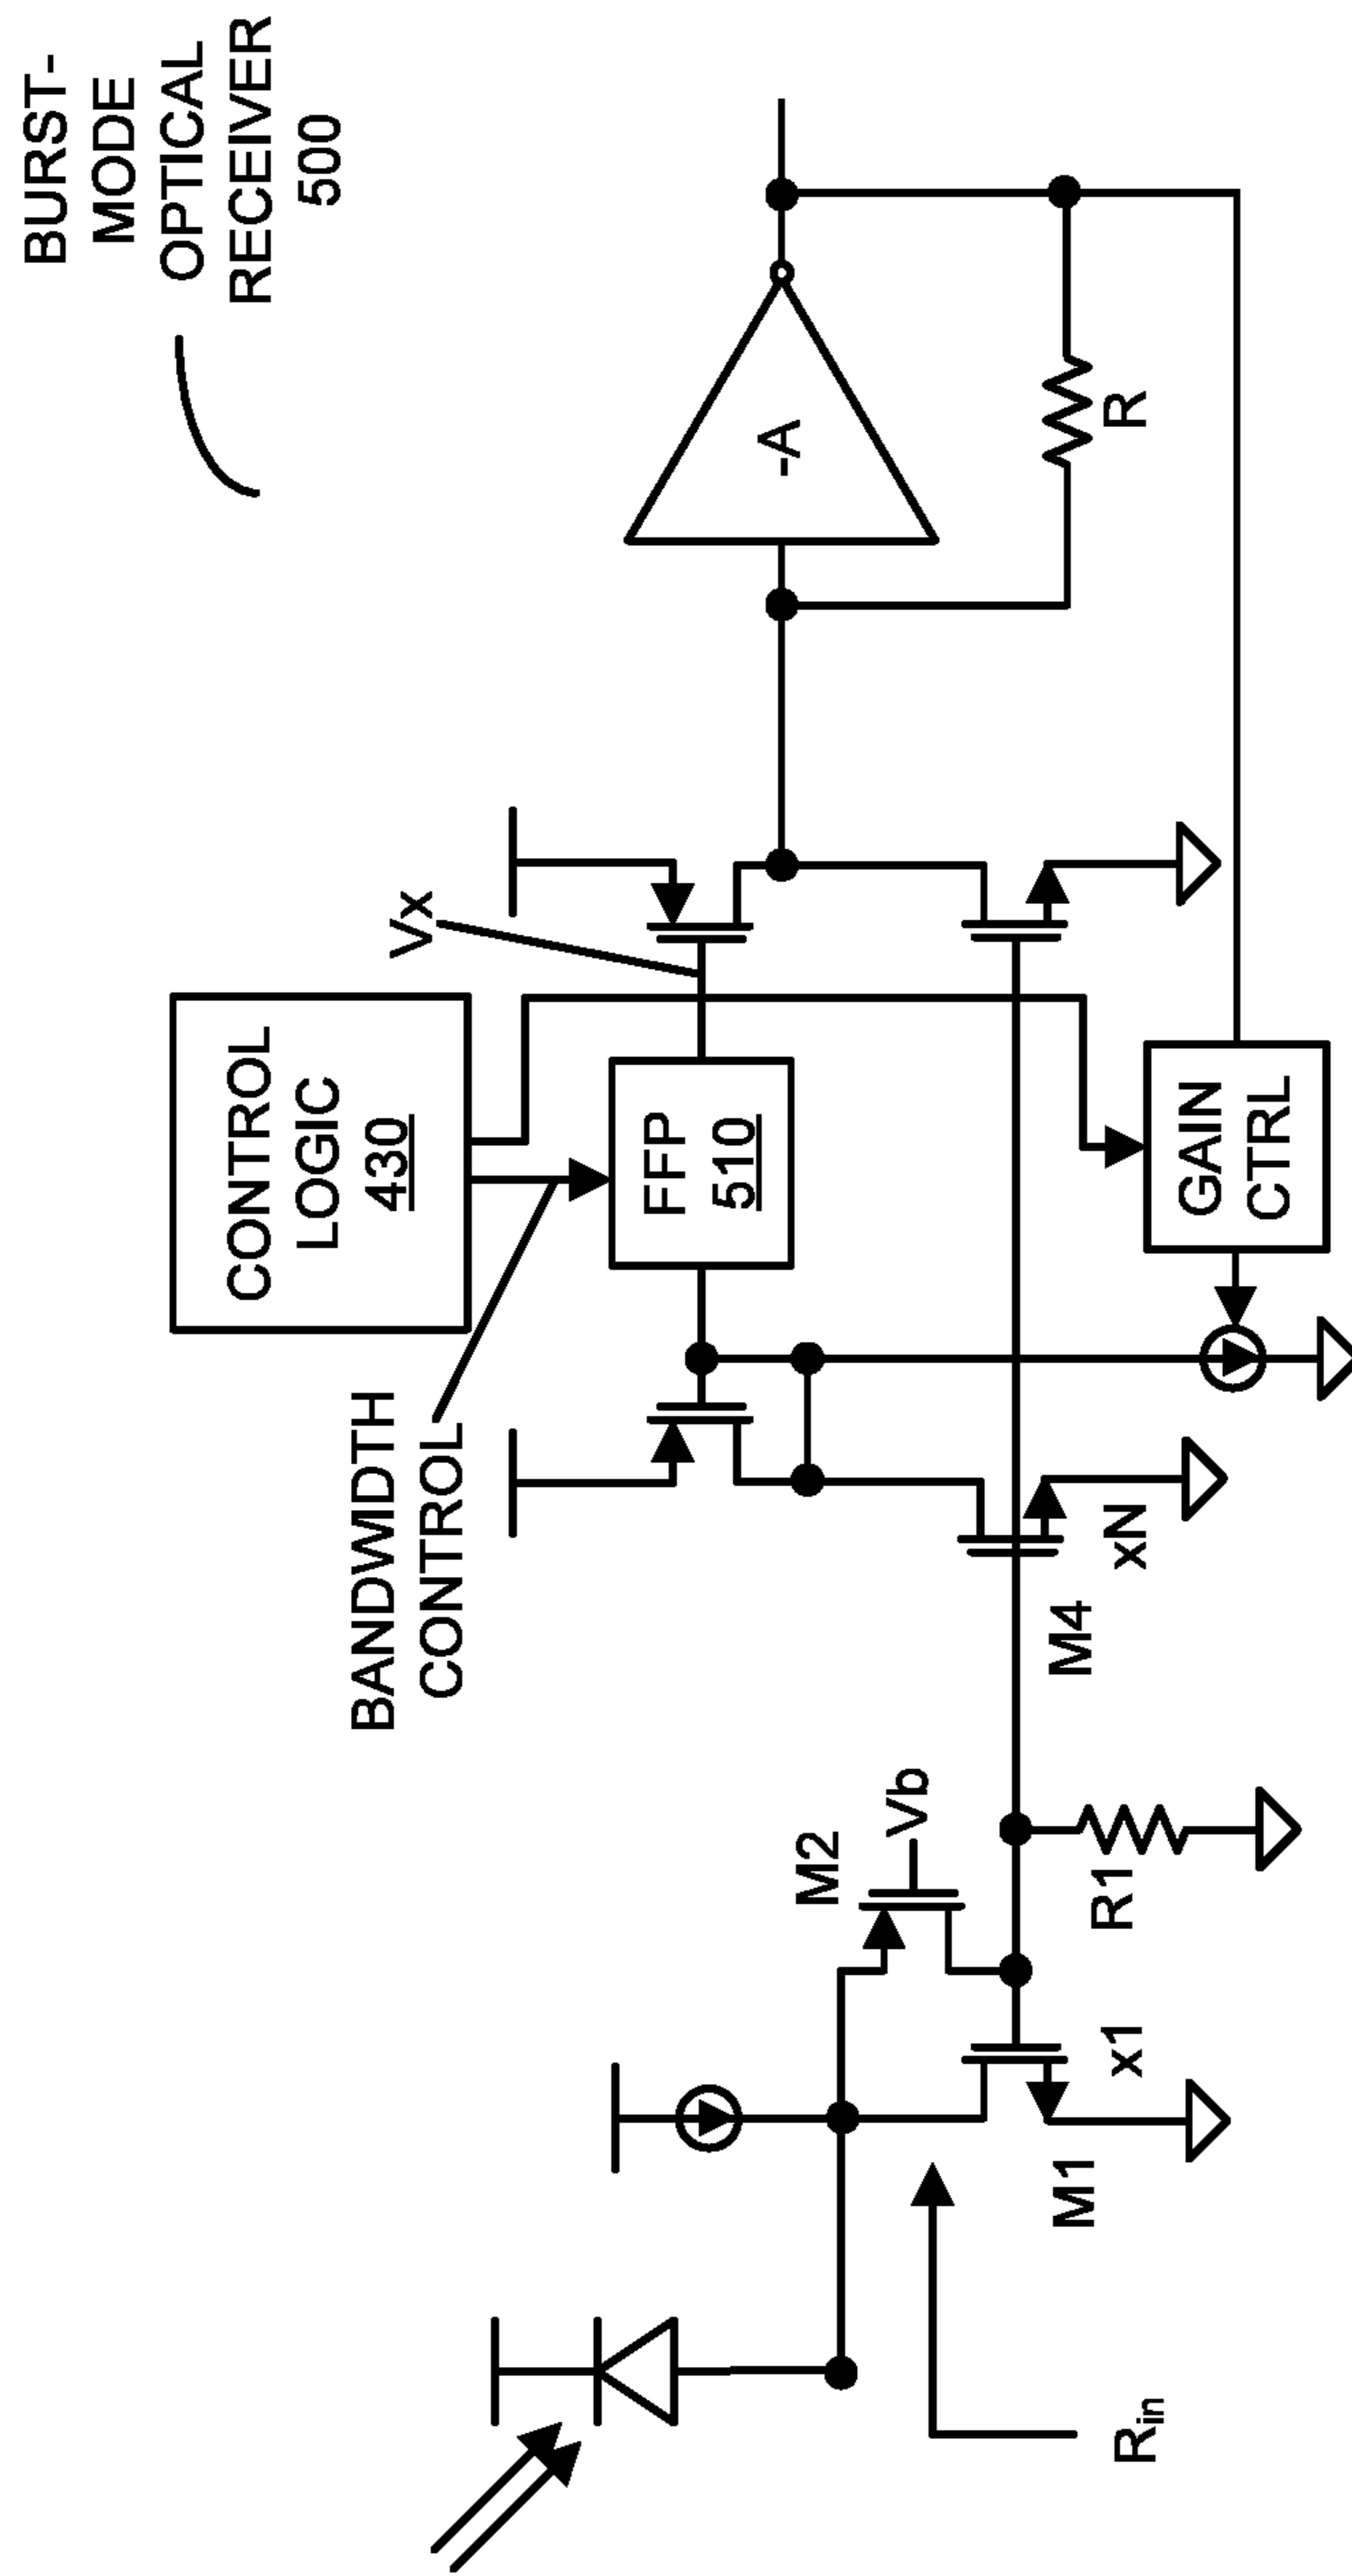 BURST-
MODE
OPTICAL
RECEIVER
500
CONTROL
LOGIC
430
Vx
BANDWIDTH
CONTROL
FFP
510
-A
R
GAIN
CTRL
M2
Vb
M4
xN
R1
x1
M1
Rin